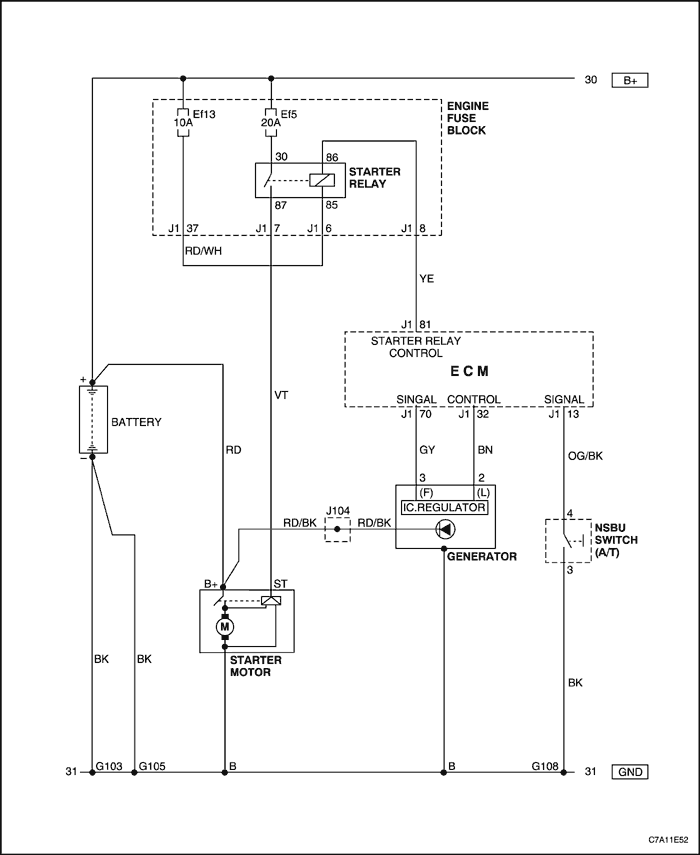 30 B+
Ef13
10A
Ef5
20A
ENGINE
FUSE
BLOCK
30 86
STARTER
RELAY
87 85
J1 37 J1 7 J1 6 J1 8
RD/WH
YE
J1 81
STARTER RELAY
CONTROL
ECM
SINGAL CONTROL SIGNAL
J1 70 J1 32 J1 13
+
BATTERY
–
VT
RD
GY BN OG/BK
3 2
(F) (L)
IC.REGULATOR
J104
RD/BK RD/BK
GENERATOR
4
NSBU
SWITCH
(A/T)
3
B+ ST
M
STARTER
MOTOR
BK BK
BK
31 G103 G105 B B G108 31 GND
C7A11E52